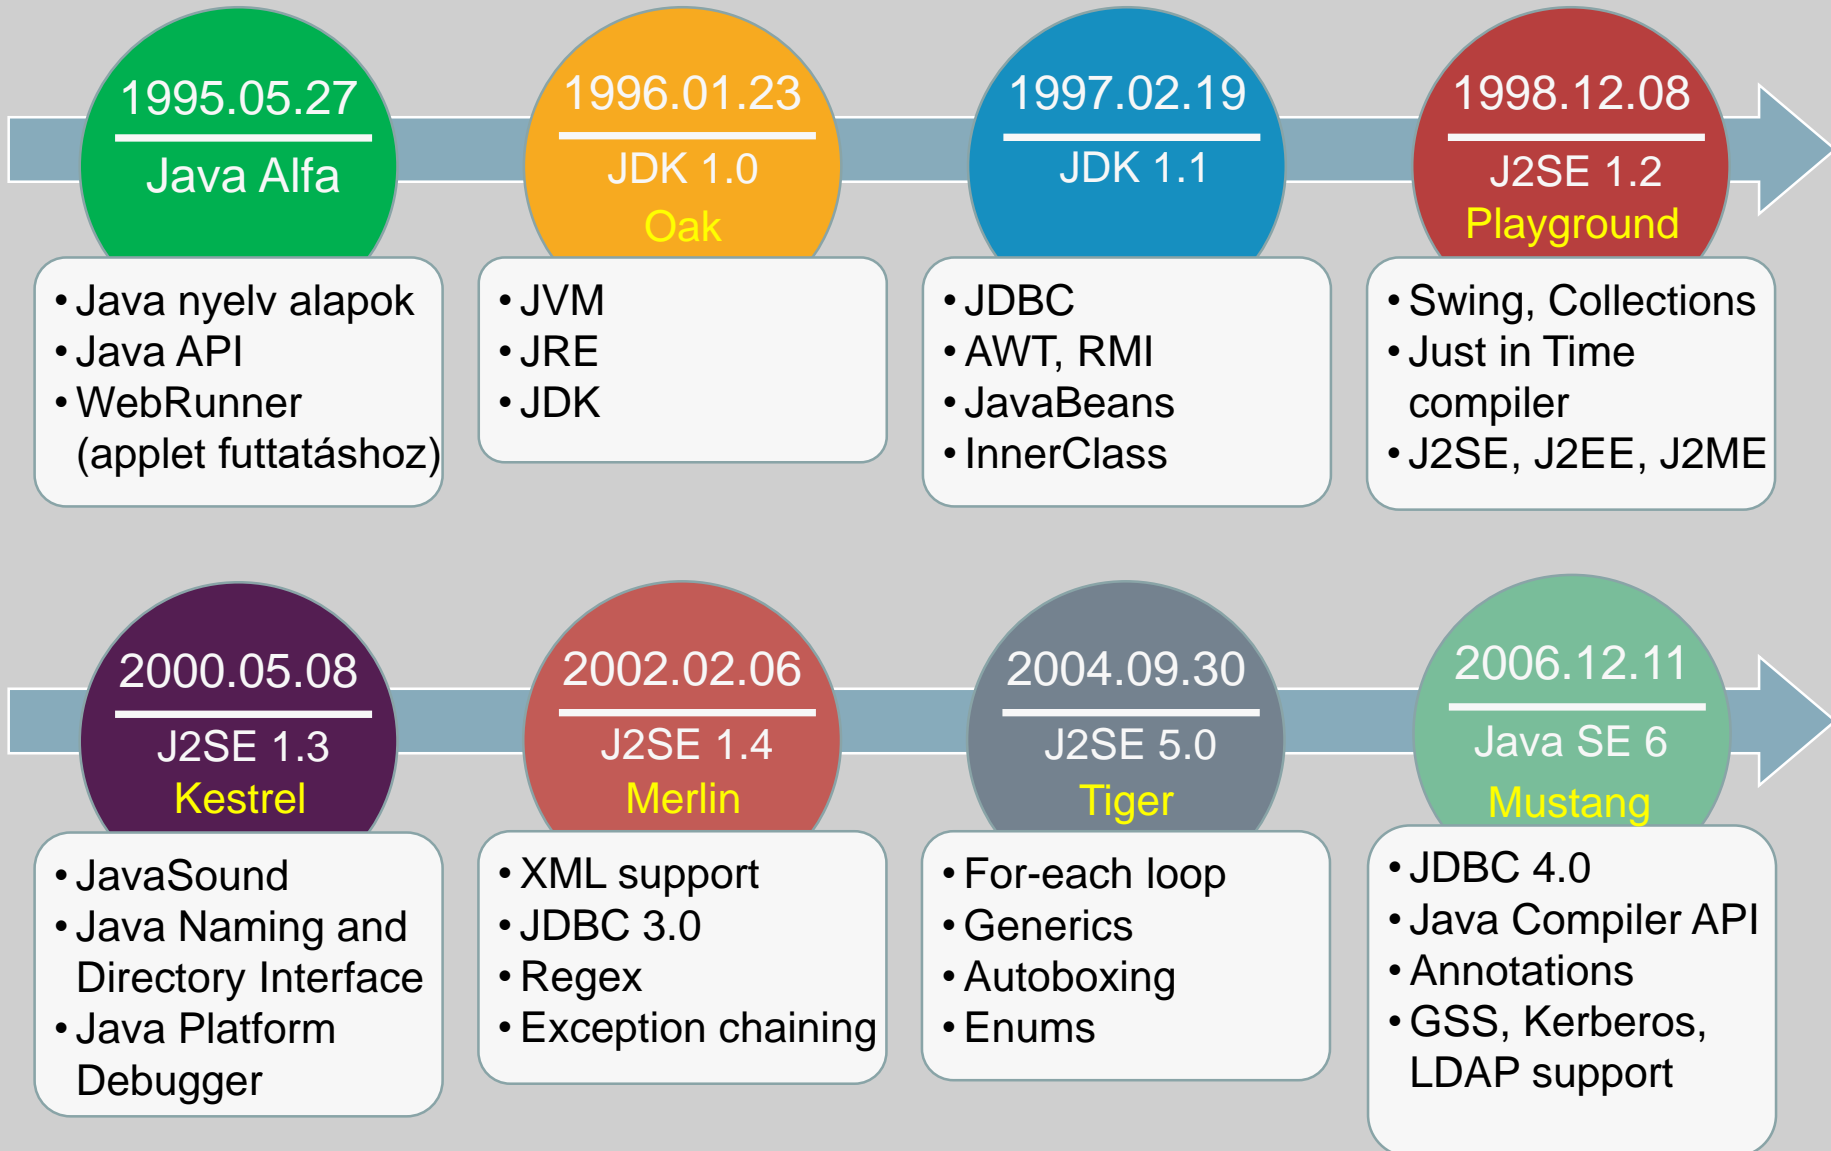 1995.05.27
Java Alfa
• Java nyelv alapok
• Java API
• WebRunner
(applet futtatáshoz)
1996.01.23
JDK 1.0
Oak
• JVM
• JRE
• JDK
1997.02.19
JDK 1.1
• JDBC
• AWT, RMI
• JavaBeans
• InnerClass
1998.12.08
J2SE 1.2
Playground
• Swing, Collections
• Just in Time
compiler
• J2SE, J2EE, J2ME
2000.05.08
J2SE 1.3
Kestrel
• JavaSound
• Java Naming and
Directory Interface
• Java Platform
Debugger
2002.02.06
J2SE 1.4
Merlin
• XML support
• JDBC 3.0
• Regex
• Exception chaining
2004.09.30
J2SE 5.0
Tiger
• For-each loop
• Generics
• Autoboxing
• Enums
2006.12.11
Java SE 6
Mustang
• JDBC 4.0
• Java Compiler API
• Annotations
• GSS, Kerberos,
LDAP support